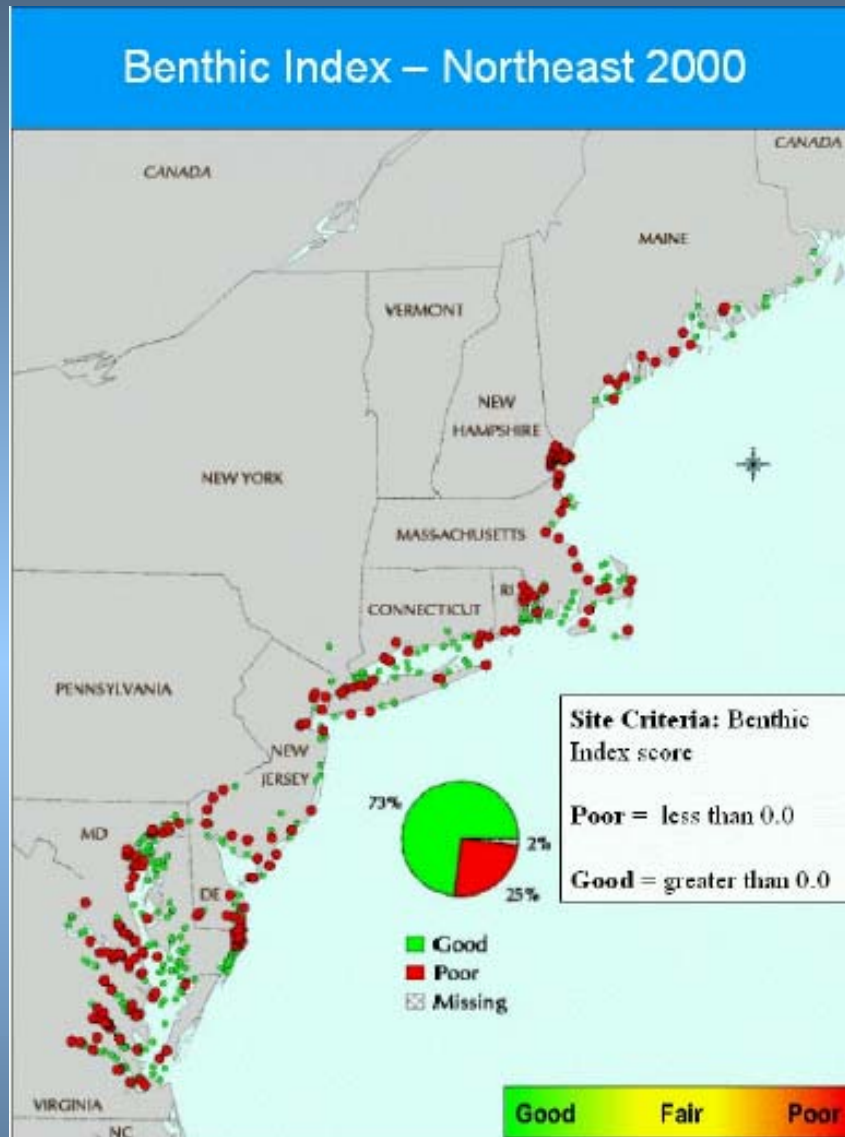 Benthic Index – Northeast 2000
CANADA
CANADA
MAINE
VERMONT
NEW
HAMPSHIRE
NEW YORK
MASSACHUSETTS
RI
CONNECTICUT
PENNSYLVANIA
NEW
JERSEY
MD
DE
VIRGINIA
NC
Site Criteria: Benthic
Index score
Poor = less than 0.0
Good = greater than 0.0
73%
2%
25%
Good
Poor
Missing
Good Fair Poor